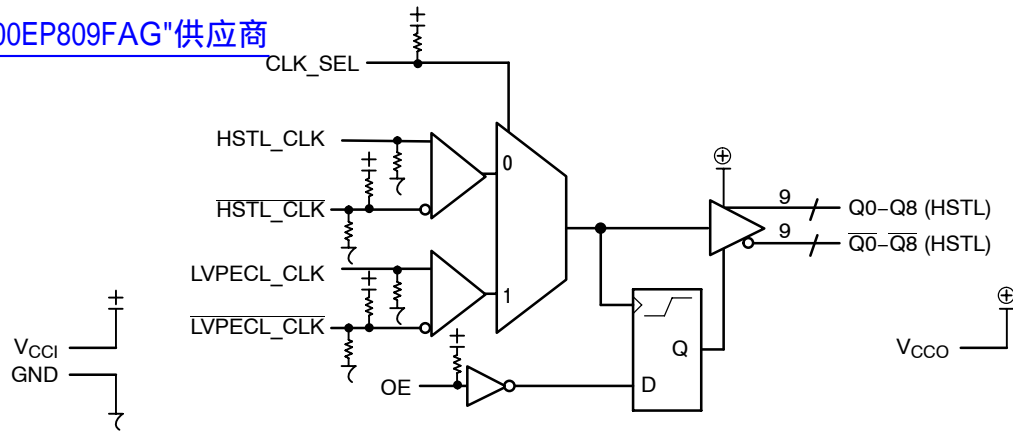 00EP809FAG"供应商
CLK_SEL
HSTL_CLK
0
HSTL_CLK
9
Q0–Q8 (HSTL)
9
Q0–Q8 (HSTL)
LVPECL_CLK
1
LVPECL_CLK
VCCI
GND
Q
VCCO
OE
D